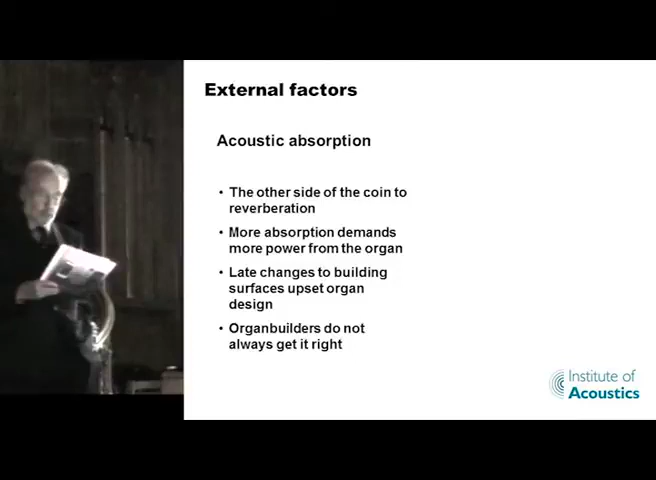 External factors
Acoustic absorption
• The other side of the coin to
reverberation
• More absorption demands
more power from the organ
• Late changes to building
surfaces upset organ
design
• Organbuilders do not
always get it right
Institute of
Acoustics